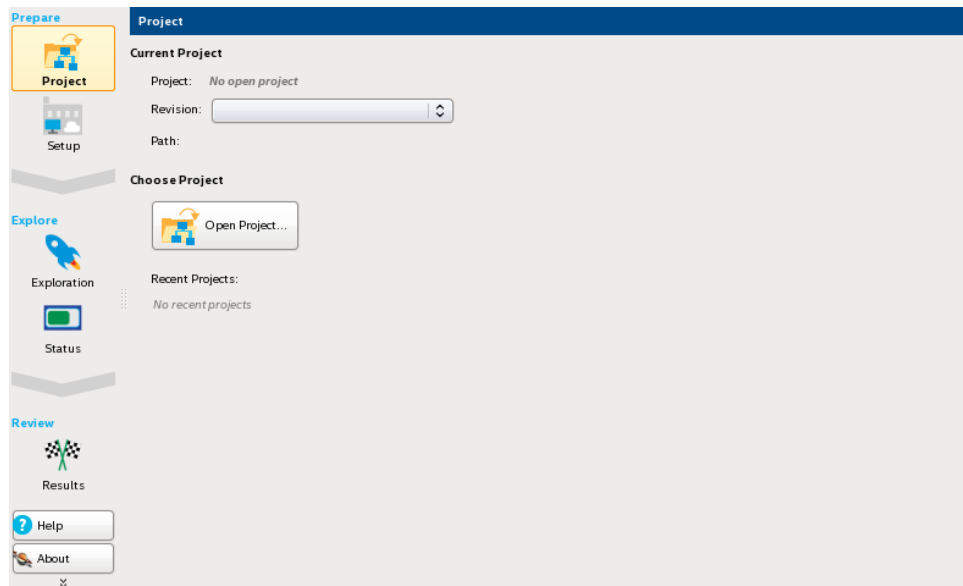 Prepare
Project
Setup
Explore
Exploration
Status
Review
Results
Help
About
Project
Current Project
Project: No open project
Revision:
Path:
Choose Project
Open Project...
Recent Projects:
No recent projects